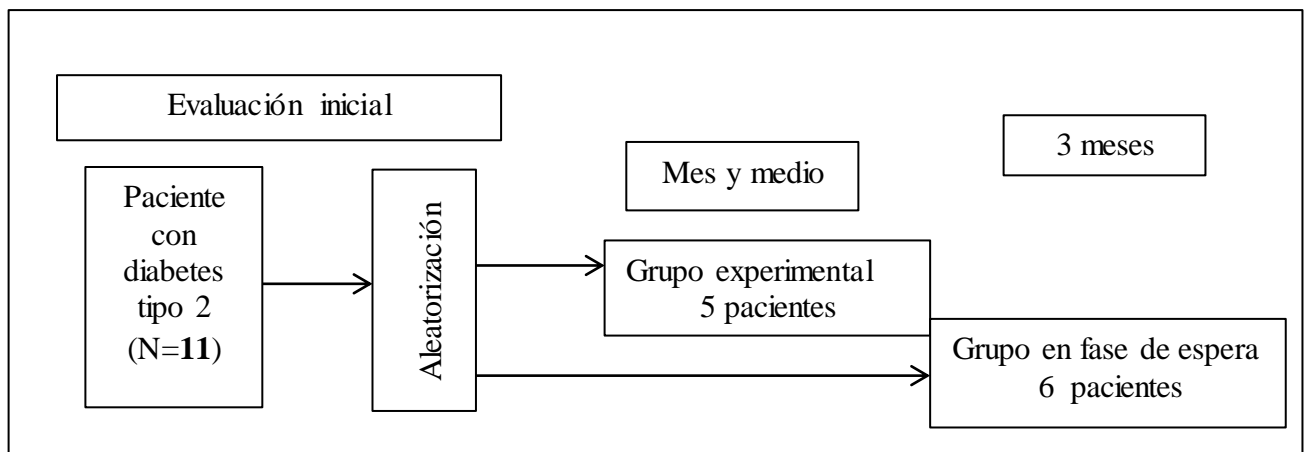 Evaluación inicial
3 meses
Mes y medio
Paciente
con
diabetes
tipo 2
(N=11)
Aleatorización
Grupo experimental
5 pacientes
Grupo en fase de espera
6 pacientes